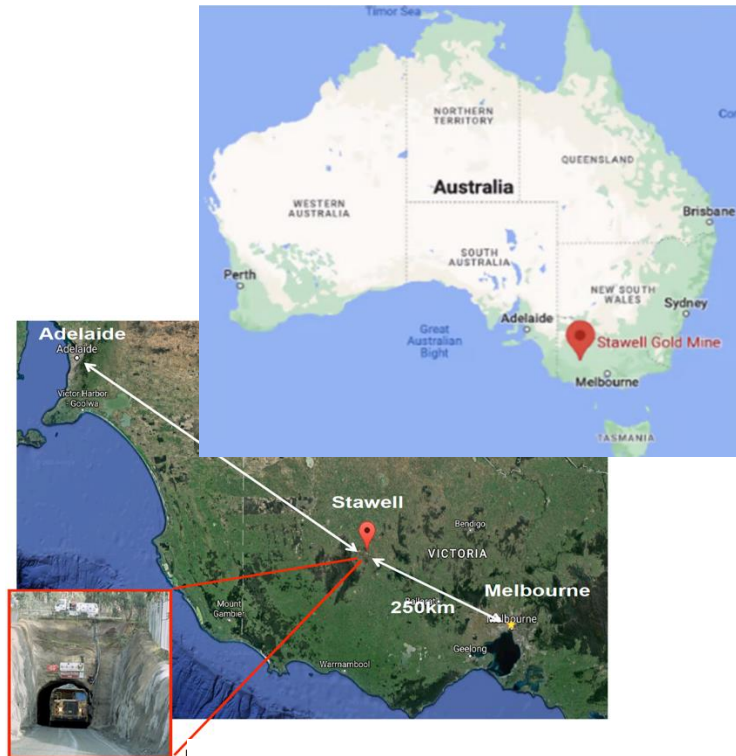 Timor Sea
NORTHERN
TERRITORY
QUEENSLAND
Australia
WESTERN
AUSTRALIA
Brisbane
SOUTH
AUSTRALIA
Perth
NEW SOUTH
WALES
Sydney
Adelaide
Great
Australian
Bight
Stawell Gold Mine
Melbourne
TASMANIA
Adelaide
Adelaide
Victor Harbor
-Goolwa
Stawell
Bendigo
VICTORIA
Melbourne
250km
Melbourne
Mount
Gambier
Geelong
Warrnambool